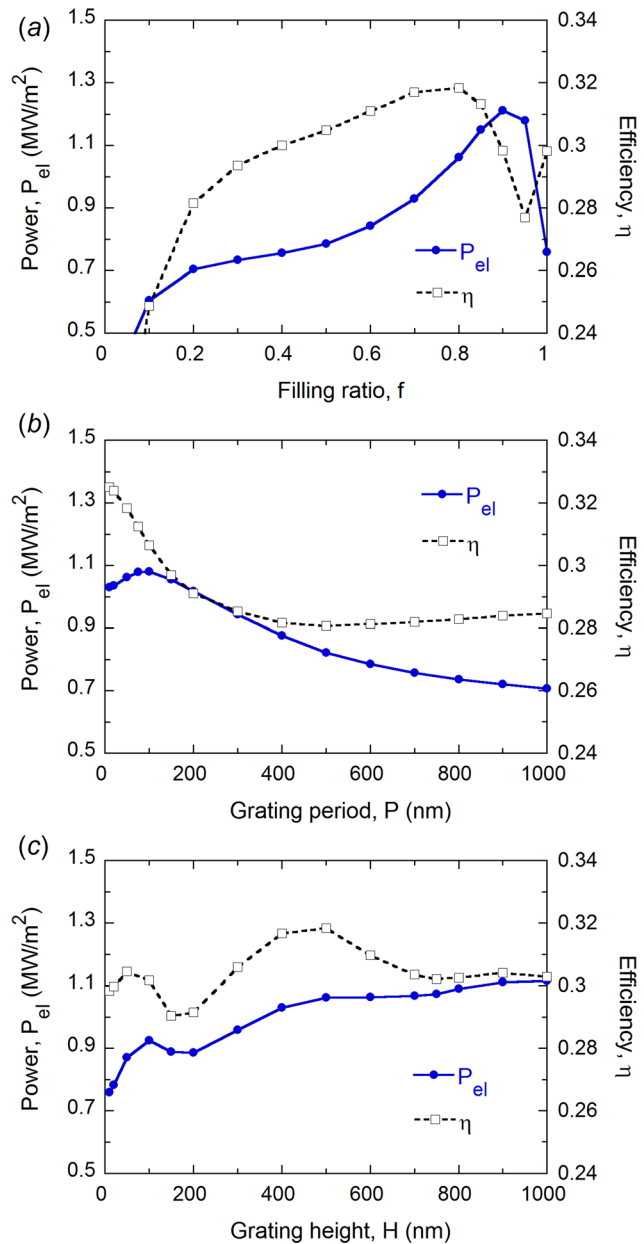 (a)
1.5
1.3
1.1
0.9
0.7
0.5
Power, P_el (MW/m²)
0.34
0.32
0.3
0.28
0.26
0.24
Efficiency, η
P_el
η
0 0.2 0.4 0.6 0.8 1
Filling ratio, f
(b)
1.5
1.3
1.1
0.9
0.7
0.5
Power, P_el (MW/m²)
0.34
0.32
0.3
0.28
0.26
0.24
Efficiency, η
P_el
η
0 200 400 600 800 1000
Grating period, P (nm)
(c)
1.5
1.3
1.1
0.9
0.7
0.5
Power, P_el (MW/m²)
0.34
0.32
0.3
0.28
0.26
0.24
Efficiency, η
P_el
η
0 200 400 600 800 1000
Grating height, H (nm)